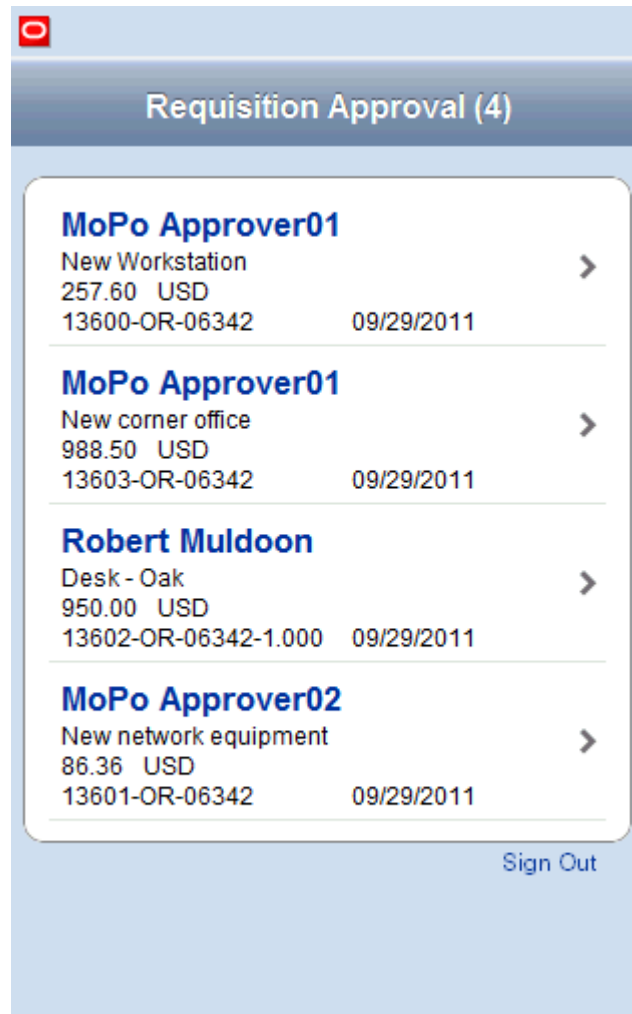 Requisition Approval (4)
MoPo Approver01
New Workstation
257.60 USD
13600-OR-06342 09/29/2011
MoPo Approver01
New corner office
988.50 USD
13603-OR-06342 09/29/2011
Robert Muldoon
Desk - Oak
950.00 USD
13602-OR-06342-1.000 09/29/2011
MoPo Approver02
New network equipment
86.36 USD
13601-OR-06342 09/29/2011
Sign Out